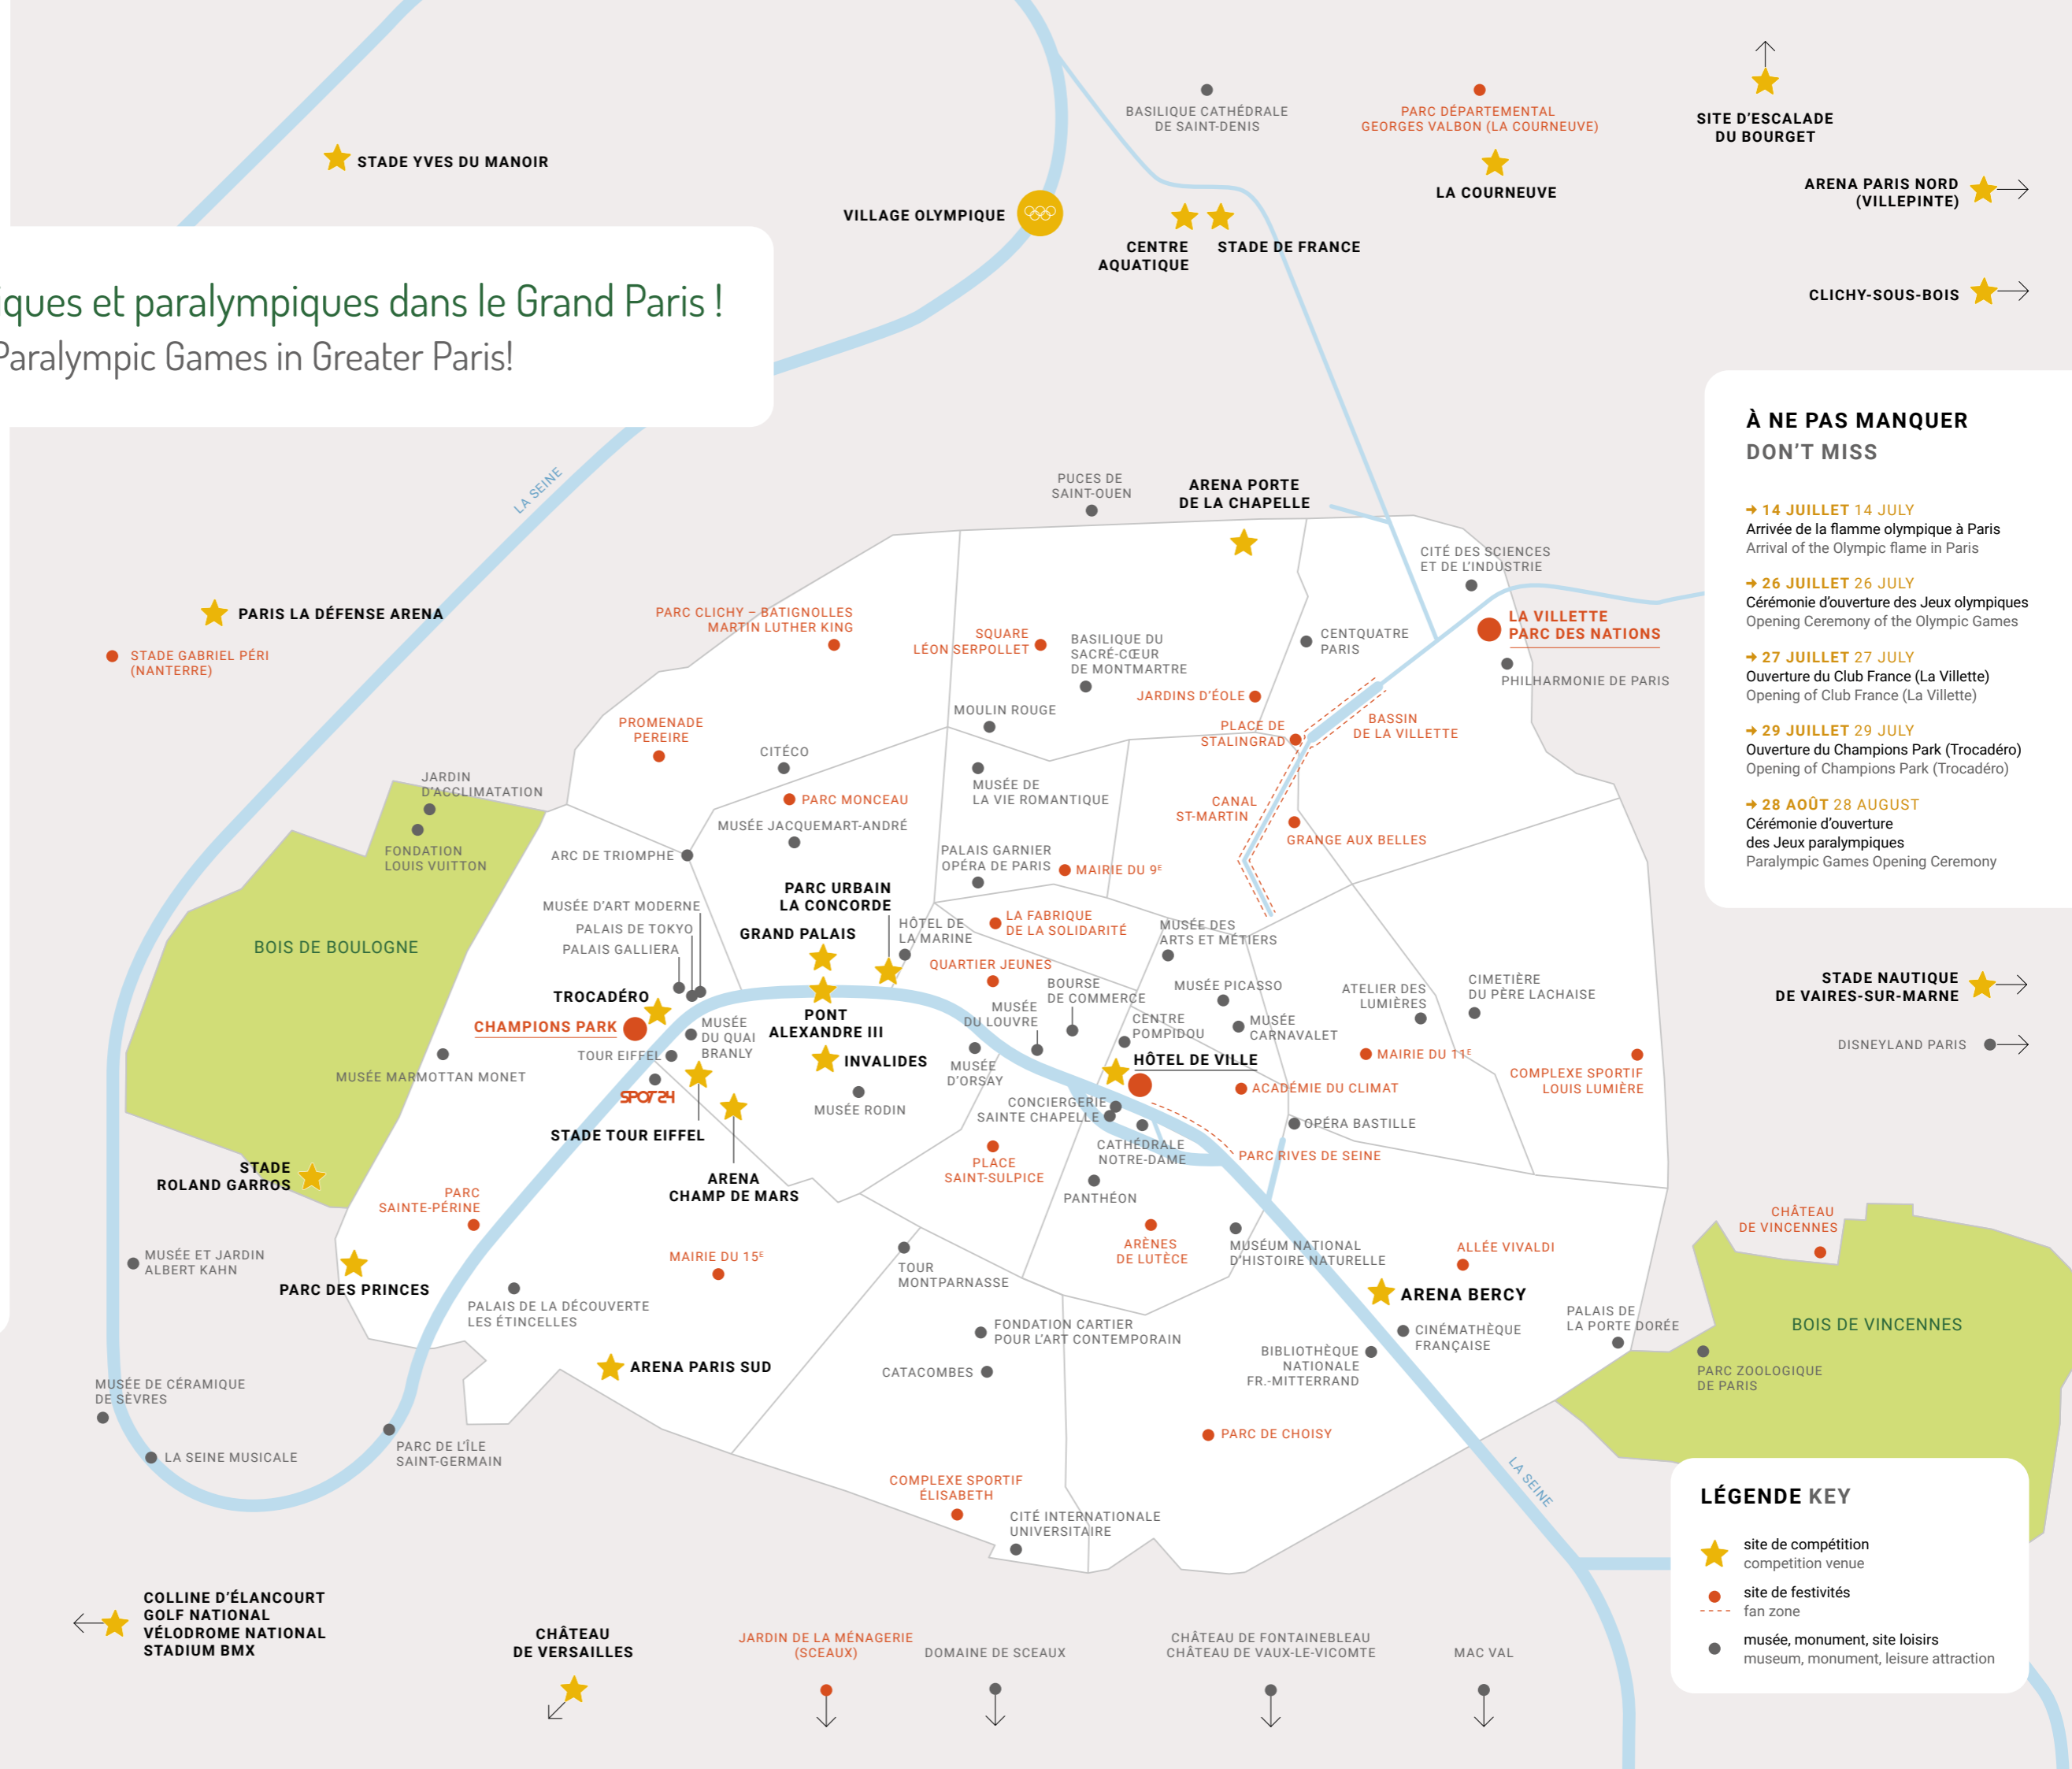 STADE YVES DU MANOIR
VILLAGE OLYMPIQUE
BASILIQUE CATHÉDRALE
DE SAINT-DENIS
PARC DÉPARTEMENTAL
GEORGES VALBON (LA COURNEUVE)
LA COURNEUVE
CENTRE
AQUATIQUE
STADE DE FRANCE
SITE D'ESCALADE
DU BOURGET
ARENA PARIS NORD
(VILLEPINTE)
CLICHY-SOUS-BOIS
iques et paralympiques dans le Grand Paris !
Paralympic Games in Greater Paris!
À NE PAS MANQUER
DON'T MISS
➜ 14 JUILLET 14 JULY
Arrivée de la flamme olympique à Paris
Arrival of the Olympic flame in Paris
➜ 26 JUILLET 26 JULY
Cérémonie d'ouverture des Jeux olympiques
Opening Ceremony of the Olympic Games
➜ 27 JUILLET 27 JULY
Ouverture du Club France (La Villette)
Opening of Club France (La Villette)
➜ 29 JUILLET 29 JULY
Ouverture du Champions Park (Trocadéro)
Opening of Champions Park (Trocadéro)
➜ 28 AOÛT 28 AUGUST
Cérémonie d'ouverture
des Jeux paralympiques
Paralympic Games Opening Ceremony
LA SEINE
PUCES DE
SAINT-OUEN
ARENA PORTE
DE LA CHAPELLE
CITÉ DES SCIENCES
ET DE L'INDUSTRIE
PARIS LA DÉFENSE ARENA
STADE GABRIEL PÉRI
(NANTERRE)
PARC CLICHY – BATIGNOLLES
MARTIN LUTHER KING
SQUARE
LÉON SERPOLLET
BASILIQUE DU
SACRÉ-CŒUR
DE MONTMARTRE
CENTQUATRE
PARIS
LA VILLETTE
PARC DES NATIONS
PHILHARMONIE DE PARIS
JARDINS D'ÉOLE
MOULIN ROUGE
PLACE DE
STALINGRAD
BASSIN
DE LA VILLETTE
PROMENADE
PEREIRE
CITÉCO
JARDIN
D'ACCLIMATATION
FONDATION
LOUIS VUITTON
PARC MONCEAU
MUSÉE JACQUEMART-ANDRÉ
MUSÉE DE
LA VIE ROMANTIQUE
CANAL
ST-MARTIN
GRANGE AUX BELLES
ARC DE TRIOMPHE
PALAIS GARNIER
OPÉRA DE PARIS
MAIRIE DU 9E
PARC URBAIN
LA CONCORDE
MUSÉE D'ART MODERNE
PALAIS DE TOKYO
PALAIS GALLIERA
GRAND PALAIS
HÔTEL DE
LA MARINE
LA FABRIQUE
DE LA SOLIDARITÉ
MUSÉE DES
ARTS ET MÉTIERS
BOIS DE BOULOGNE
QUARTIER JEUNES
BOURSE
DE COMMERCE
MUSÉE PICASSO
ATELIER DES
LUMIÈRES
CIMETIÈRE
DU PÈRE LACHAISE
STADE NAUTIQUE
DE VAIRES-SUR-MARNE
TROCADÉRO
CHAMPIONS PARK
MUSÉE
DU QUAI
BRANLY
PONT
ALEXANDRE III
MUSÉE
DU LOUVRE
CENTRE
POMPIDOU
MUSÉE
CARNAVALET
DISNEYLAND PARIS
TOUR EIFFEL
INVALIDES
MUSÉE
D'ORSAY
HÔTEL DE VILLE
MAIRIE DU 11E
COMPLEXE SPORTIF
LOUIS LUMIÈRE
MUSÉE MARMOTTAN MONET
SPOT24
MUSÉE RODIN
CONCIERGERIE
SAINTE CHAPELLE
ACADÉMIE DU CLIMAT
OPÉRA BASTILLE
STADE TOUR EIFFEL
CATHÉDRALE
NOTRE-DAME
PARC RIVES DE SEINE
STADE
ROLAND GARROS
ARENA
CHAMP DE MARS
PLACE
SAINT-SULPICE
PANTHÉON
PARC
SAINTE-PÉRINE
CHÂTEAU
DE VINCENNES
MUSÉE ET JARDIN
ALBERT KAHN
PARC DES PRINCES
MAIRIE DU 15E
TOUR
MONTPARNASSE
ARÈNES
DE LUTÈCE
MUSÉUM NATIONAL
D'HISTOIRE NATURELLE
ALLÉE VIVALDI
ARENA BERCY
PALAIS DE LA DÉCOUVERTE
LES ÉTINCELLES
FONDATION CARTIER
POUR L'ART CONTEMPORAIN
CINÉMATHÈQUE
FRANÇAISE
PALAIS DE
LA PORTE DORÉE
BOIS DE VINCENNES
ARENA PARIS SUD
CATACOMBES
BIBLIOTHÈQUE
NATIONALE
FR.-MITTERRAND
PARC ZOOLOGIQUE
DE PARIS
MUSÉE DE CÉRAMIQUE
DE SÈVRES
LA SEINE MUSICALE
PARC DE L'ÎLE
SAINT-GERMAIN
PARC DE CHOISY
COMPLEXE SPORTIF
ÉLISABETH
CITÉ INTERNATIONALE
UNIVERSITAIRE
LA SEINE
LÉGENDE KEY
site de compétition
competition venue
site de festivités
fan zone
musée, monument, site loisirs
museum, monument, leisure attraction
COLLINE D'ÉLANCOURT
GOLF NATIONAL
VÉLODROME NATIONAL
STADIUM BMX
CHÂTEAU
DE VERSAILLES
JARDIN DE LA MÉNAGERIE
(SCEAUX)
DOMAINE DE SCEAUX
CHÂTEAU DE FONTAINEBLEAU
CHÂTEAU DE VAUX-LE-VICOMTE
MAC VAL